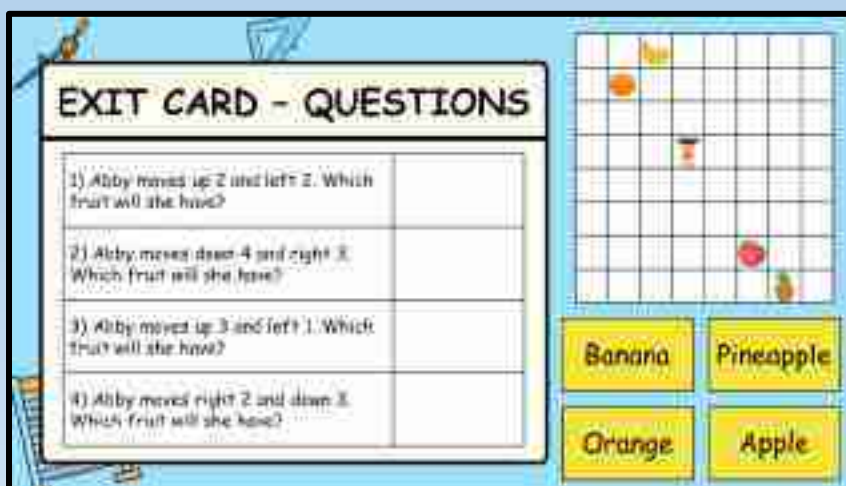 EXIT CARD - QUESTIONS
1) Abby moves up 2 and left 2. Which
fruit will she have?
2) Abby moves down 4 and right 3.
Which fruit will she have?
3) Abby moves up 3 and left 1. Which
fruit will she have?
4) Abby moves right 2 and down 3.
Which fruit will she have?
Banana
Pineapple
Orange
Apple